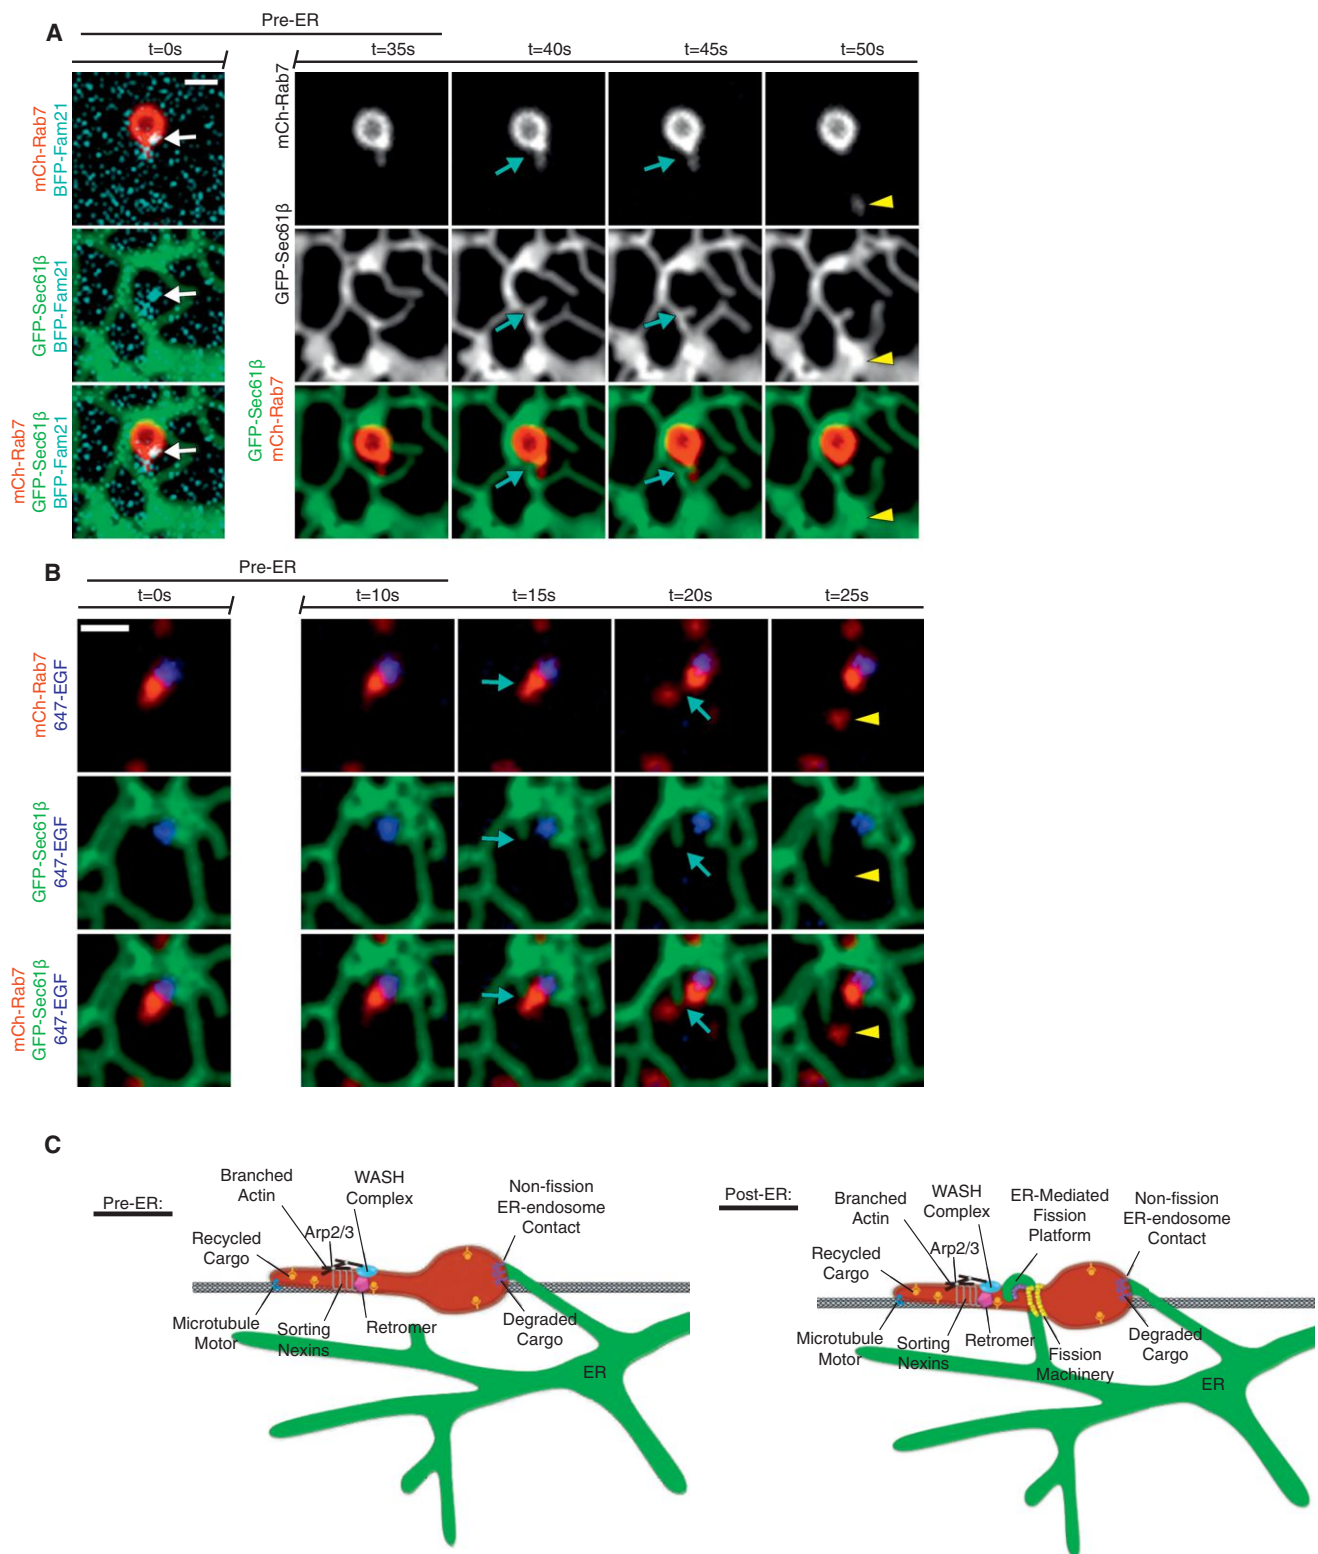 A
Pre-ER
t=0s
t=35s
t=40s
t=45s
t=50s
mCh-Rab7
BFP-Fam21
GFP-Sec61β
BFP-Fam21
mCh-Rab7
GFP-Sec61β
BFP-Fam21
mCh-Rab7
GFP-Sec61β
GFP-Sec61β
mCh-Rab7
B
Pre-ER
t=0s
t=10s
t=15s
t=20s
t=25s
mCh-Rab7
647-EGF
GFP-Sec61β
647-EGF
mCh-Rab7
GFP-Sec61β
647-EGF
C
Pre-ER:
Branched
Actin
WASH
Complex
Non-fission
ER-endosome
Contact
Recycled
Cargo
Arp2/3
Microtubule
Motor
Sorting
Nexins
Retromer
Degraded
Cargo
ER
Post-ER:
Branched
Actin
WASH
Complex
ER-Mediated
Fission
Platform
Non-fission
ER-endosome
Contact
Recycled
Cargo
Arp2/3
Microtubule
Motor
Sorting
Nexins
Retromer
Fission
Machinery
Degraded
Cargo
ER